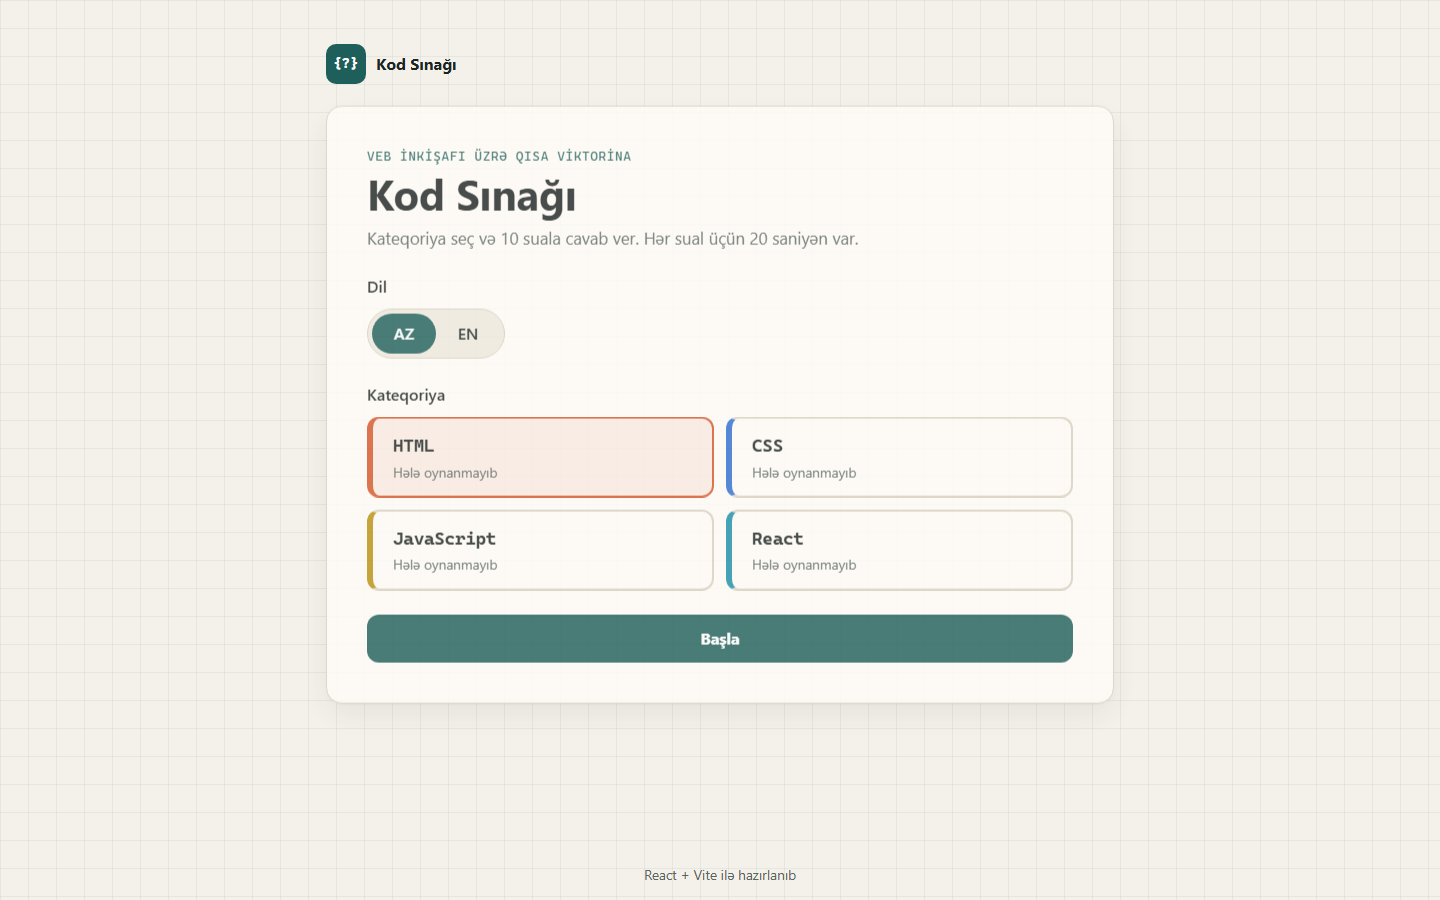 {?} Kod Sınağı
VEB İNKİŞAFI ÜZRƏ QISA VİKTORİNA
Kod Sınağı
Kateqoriya seç və 10 suala cavab ver. Hər sual üçün 20 saniyən var.
Dil
AZ EN
Kateqoriya
HTML
Hələ oynanmayıb
CSS
Hələ oynanmayıb
JavaScript
Hələ oynanmayıb
React
Hələ oynanmayıb
Başla
React + Vite ilə hazırlanıb